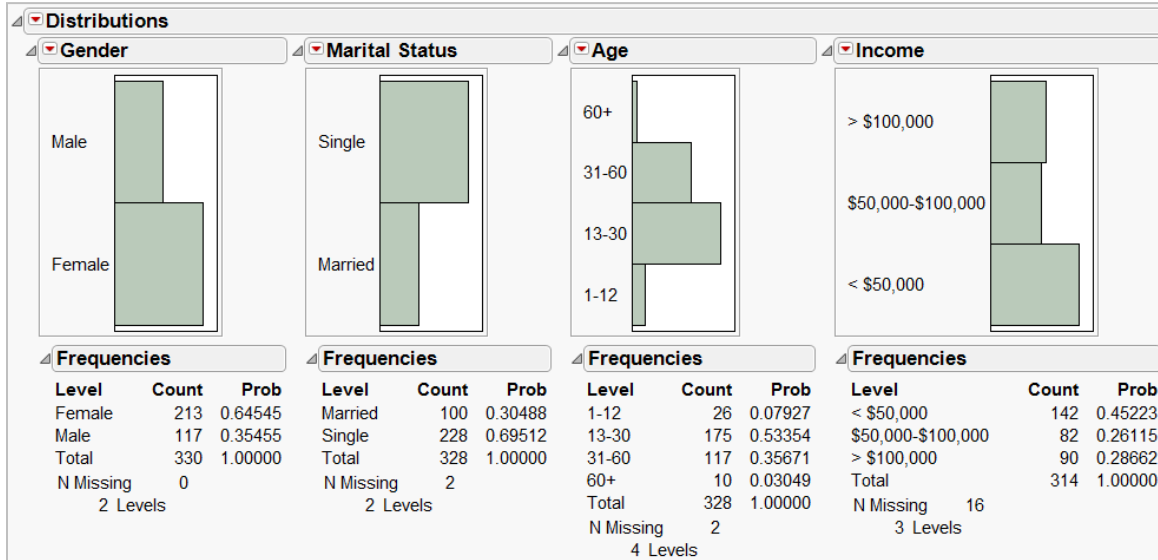 Distributions
Gender
Male
Female
Frequencies
Level Count Prob
Female 213 0.64545
Male 117 0.35455
Total 330 1.00000
N Missing 0
2 Levels
Marital Status
Single
Married
Frequencies
Level Count Prob
Married 100 0.30488
Single 228 0.69512
Total 328 1.00000
N Missing 2
2 Levels
Age
60+
31-60
13-30
1-12
Frequencies
Level Count Prob
1-12 26 0.07927
13-30 175 0.53354
31-60 117 0.35671
60+ 10 0.03049
Total 328 1.00000
N Missing 2
4 Levels
Income
> $100,000
$50,000-$100,000
< $50,000
Frequencies
Level Count Prob
< $50,000 142 0.45223
$50,000-$100,000 82 0.26115
> $100,000 90 0.28662
Total 314 1.00000
N Missing 16
3 Levels